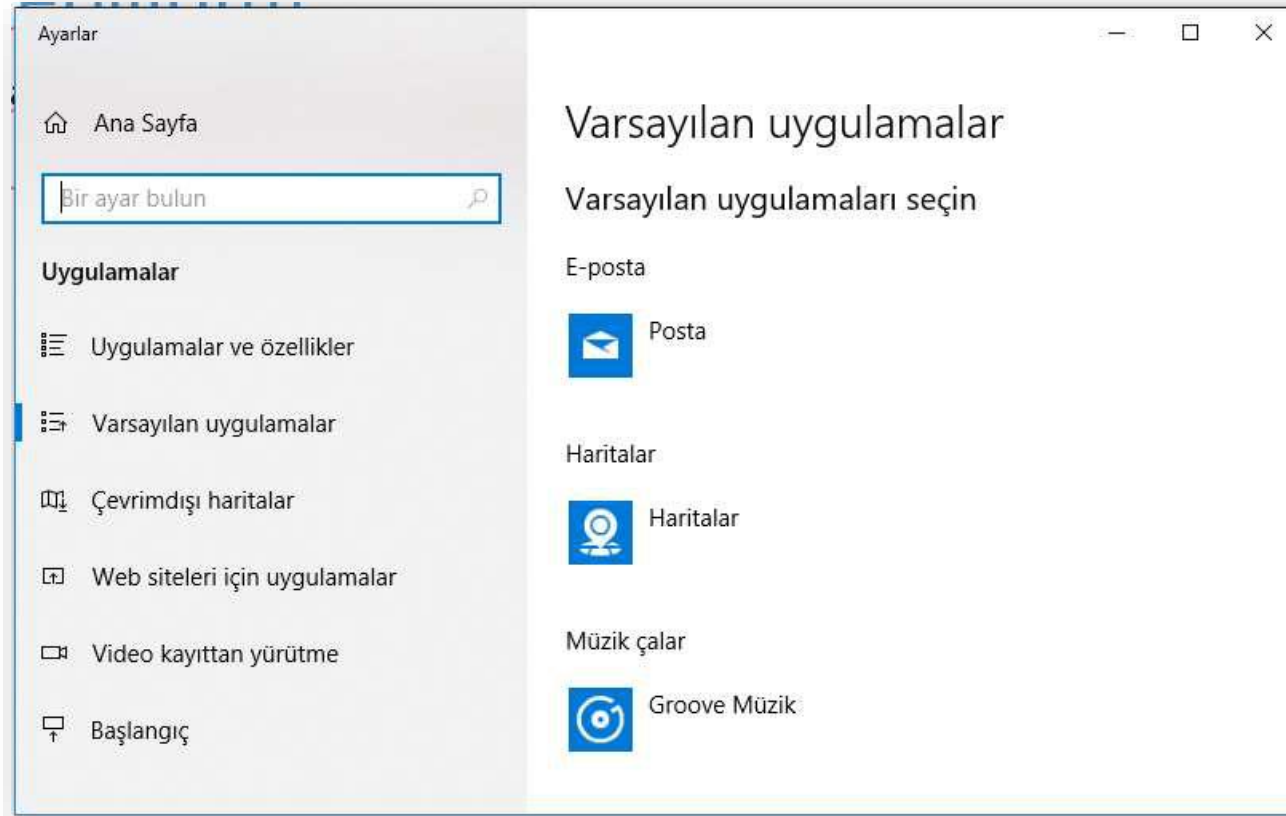 Ayarlar
Ana Sayfa
Bir ayar bulun
Uygulamalar
Uygulamalar ve özellikler
Varsayılan uygulamalar
Çevrimdışı haritalar
Web siteleri için uygulamalar
Video kayıttan yürütme
Başlangıç
Varsayılan uygulamalar
Varsayılan uygulamaları seçin
E-posta
Posta
Haritalar
Haritalar
Müzik çalar
Groove Müzik